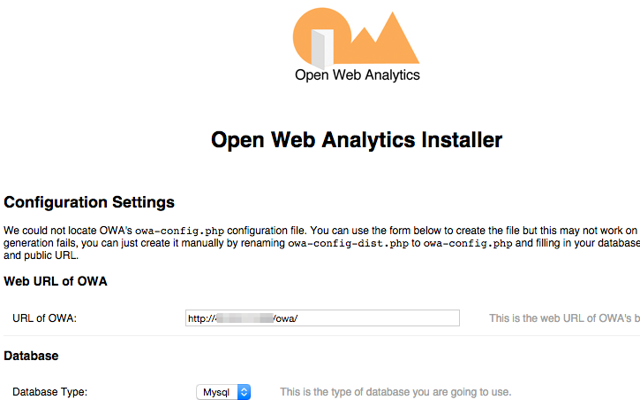 Open Web Analytics
Open Web Analytics Installer
Configuration Settings
We could not locate OWA's owa-config.php configuration file. You can use the form below to create the file but this may not work on
generation fails, you can just create it manually by renaming owa-config-dist.php to owa-config.php and filling in your database
and public URL.
Web URL of OWA
URL of OWA: http:// /owa/ This is the web URL of OWA's b
Database
Database Type: Mysql This is the type of database you are going to use.